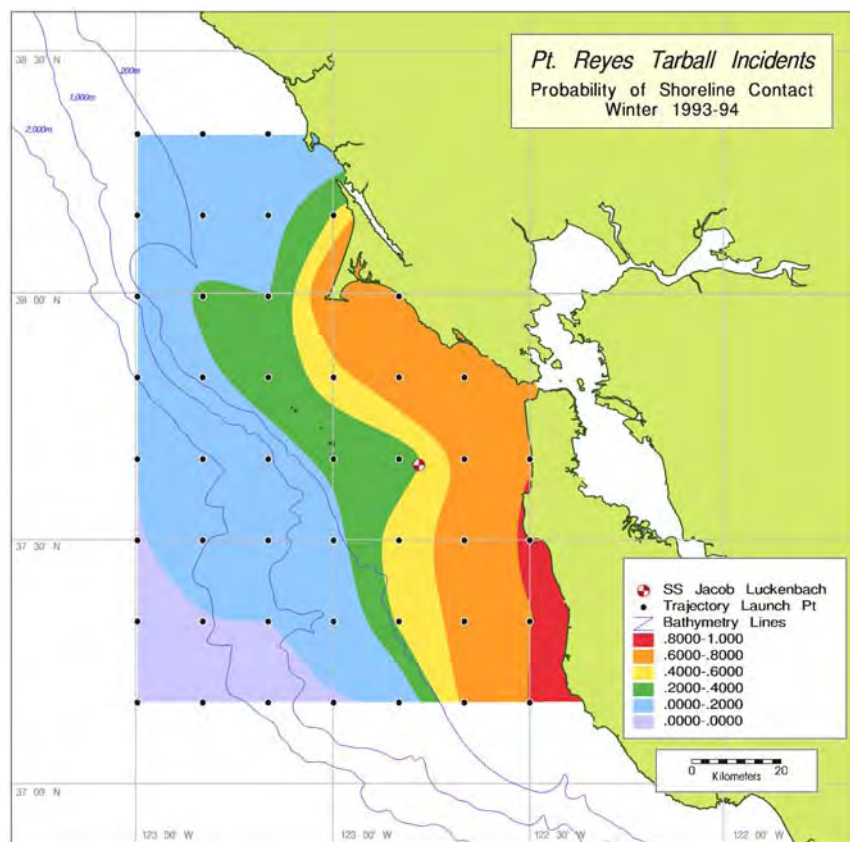 Pt. Reyes Tarball Incidents
Probability of Shoreline Contact
Winter 1993-94
38 30 N
200m
1,000m
2,000m
38 00 N
37 30 N
SS Jacob Luckenbach
Trajectory Launch Pt
Bathymetry Lines
.8000-1.000
.6000-.8000
.4000-.6000
.2000-.4000
.0000-.2000
.0000-.0000
0 20
Kilometers
37 00 N
123 30 W
123 00 W
122 30 W
122 00 W